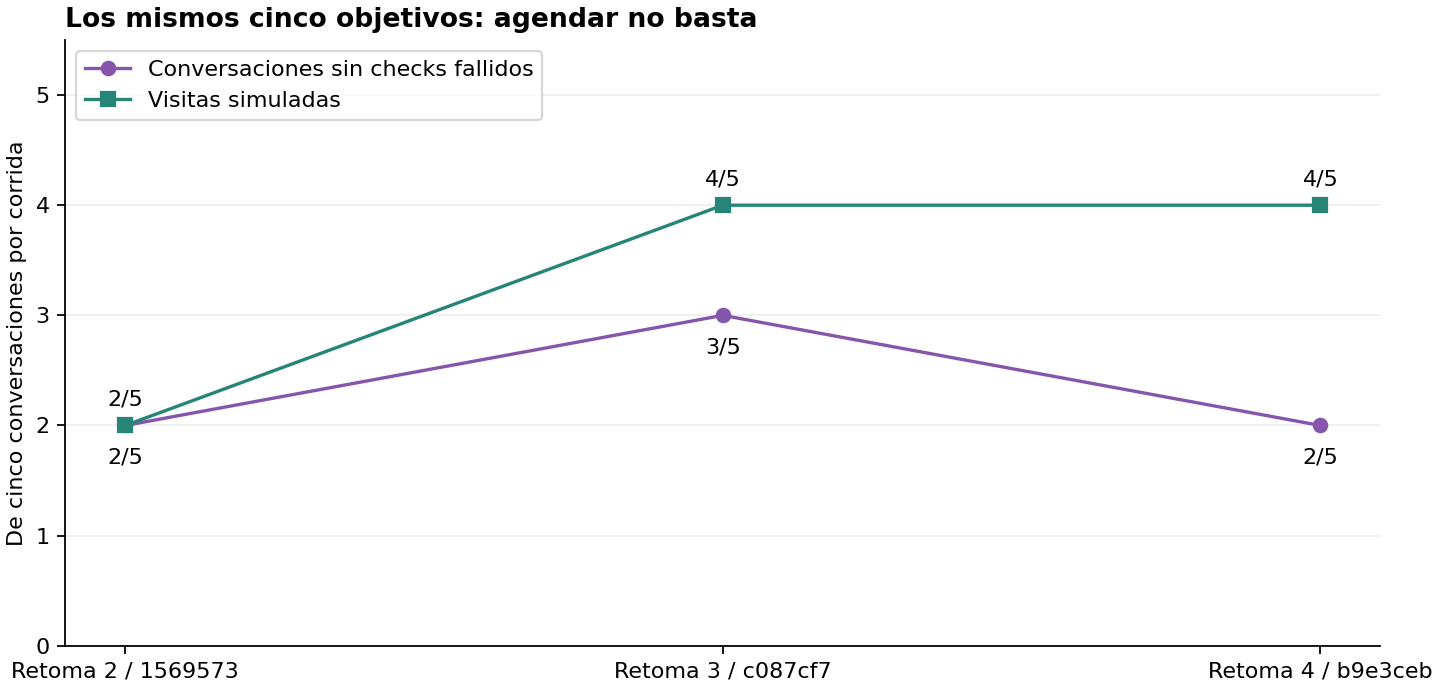 Los mismos cinco objetivos: agendar no basta
Conversaciones sin checks fallidos
Visitas simuladas
De cinco conversaciones por corrida
5
4
3
2
1
0
2/5
2/5
4/5
3/5
4/5
2/5
Retoma 2 / 1569573
Retoma 3 / c087cf7
Retoma 4 / b9e3ceb